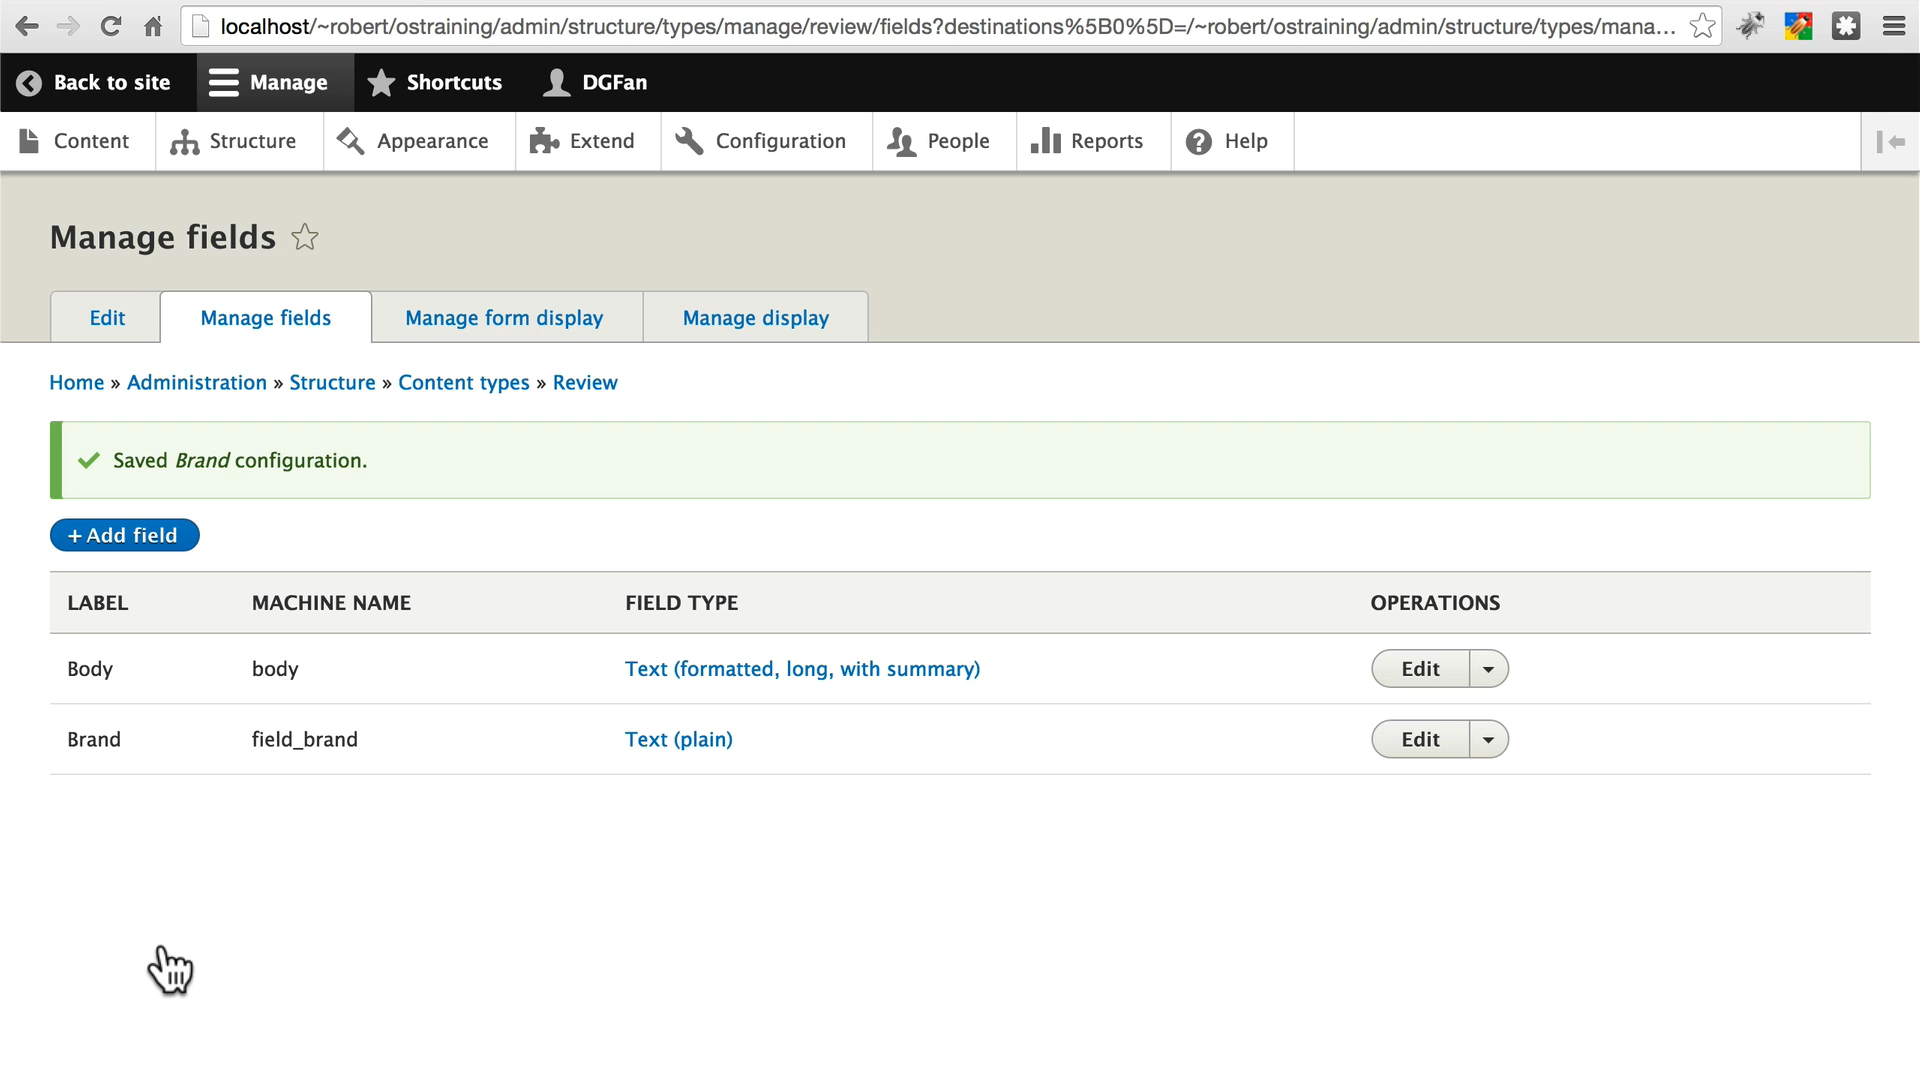 localhost/~robert/ostraining/admin/structure/types/manage/review/fields?destinations%5B0%5D=/~robert/ostraining/admin/structure/types/mana...
Back to site Manage Shortcuts DGFan
Content Structure Appearance Extend Configuration People Reports Help
Manage fields
Edit Manage fields Manage form display Manage display
Home » Administration » Structure » Content types » Review
Saved Brand configuration.
+ Add field
LABEL MACHINE NAME FIELD TYPE OPERATIONS
Body body Text (formatted, long, with summary) Edit
Brand field_brand Text (plain) Edit